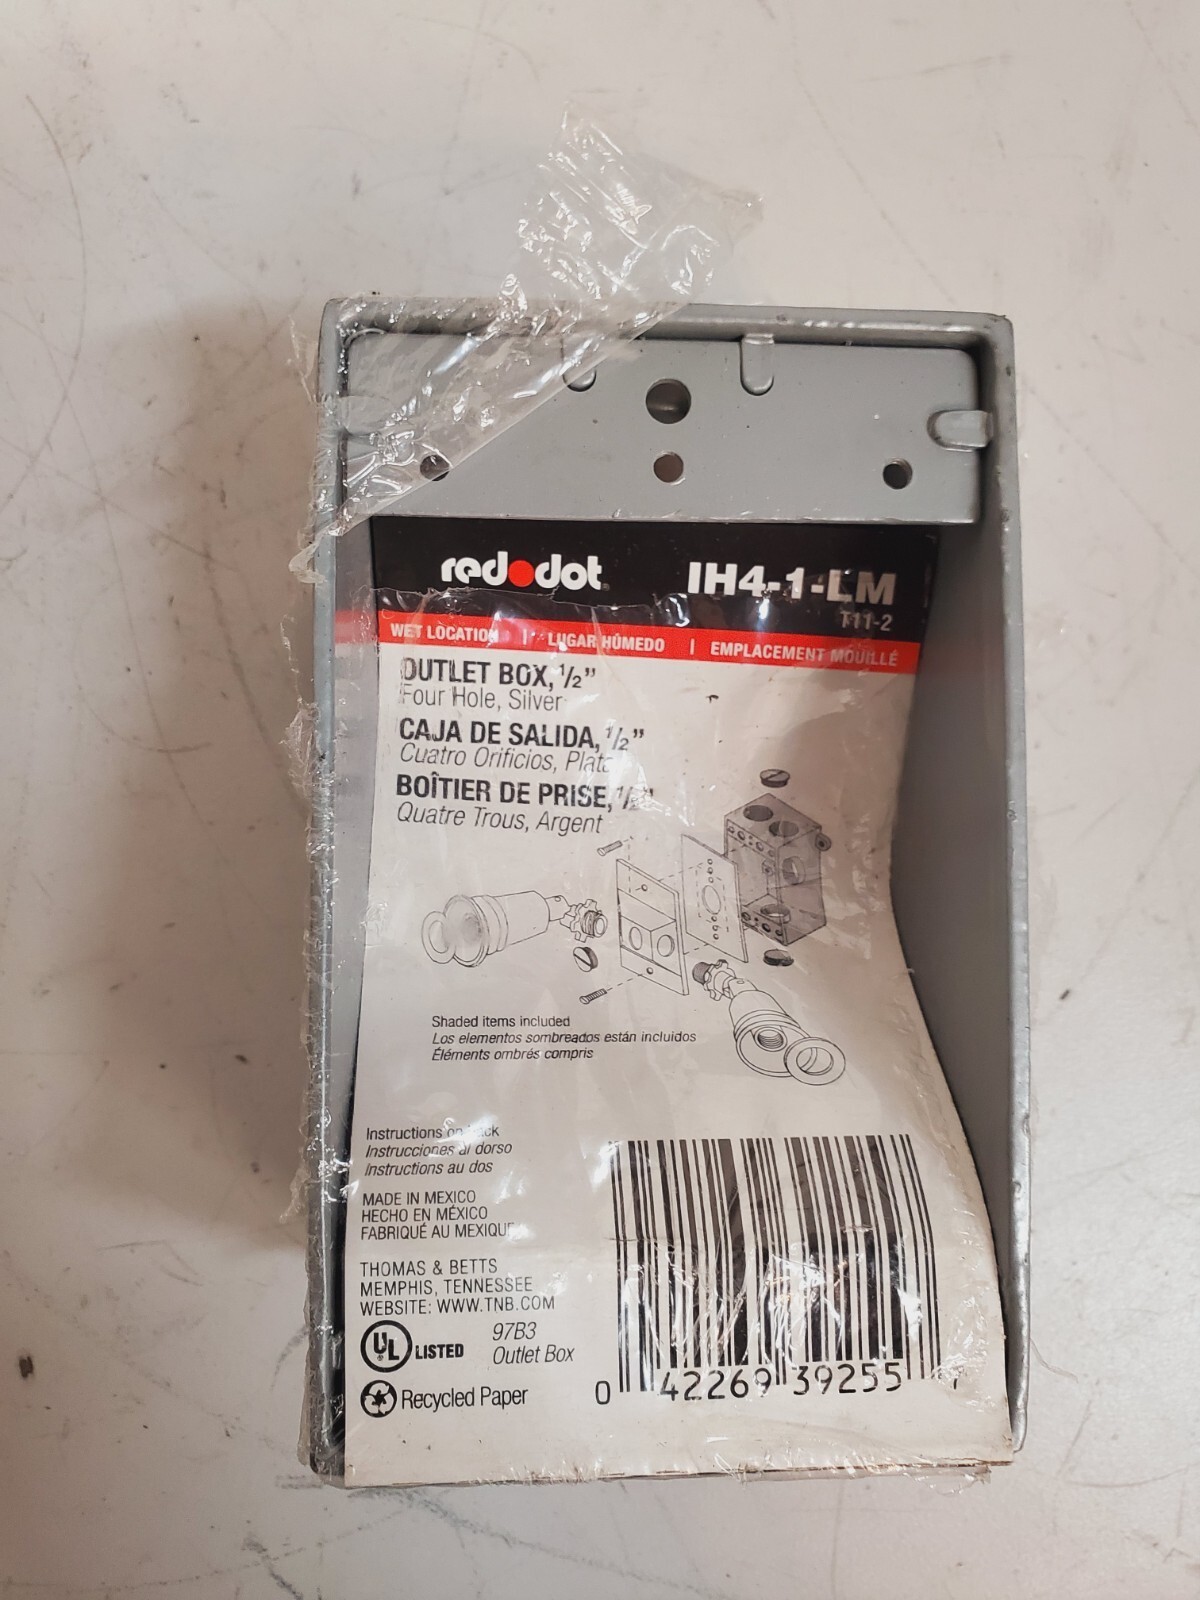 red dot
IH4-1-LM
T11-2
WET LOCATION | LUGAR HÚMEDO | EMPLACEMENT MOUILLÉ
OUTLET BOX, 1/2”
Four Hole, Silver
CAJA DE SALIDA, 1/2”
Cuatro Orificios, Plata
BOÎTIER DE PRISE, 1/2”
Quatre Trous, Argent
Shaded items included
Los elementos sombreados están incluidos
Éléments ombrés compris
Instructions on back
Instrucciones al dorso
Instructions au dos
MADE IN MEXICO
HECHO EN MÉXICO
FABRIQUÉ AU MEXIQUE
THOMAS & BETTS
MEMPHIS, TENNESSEE
WEBSITE: WWW.TNB.COM
UL LISTED
97B3
Outlet Box
Recycled Paper
0 42269 39255